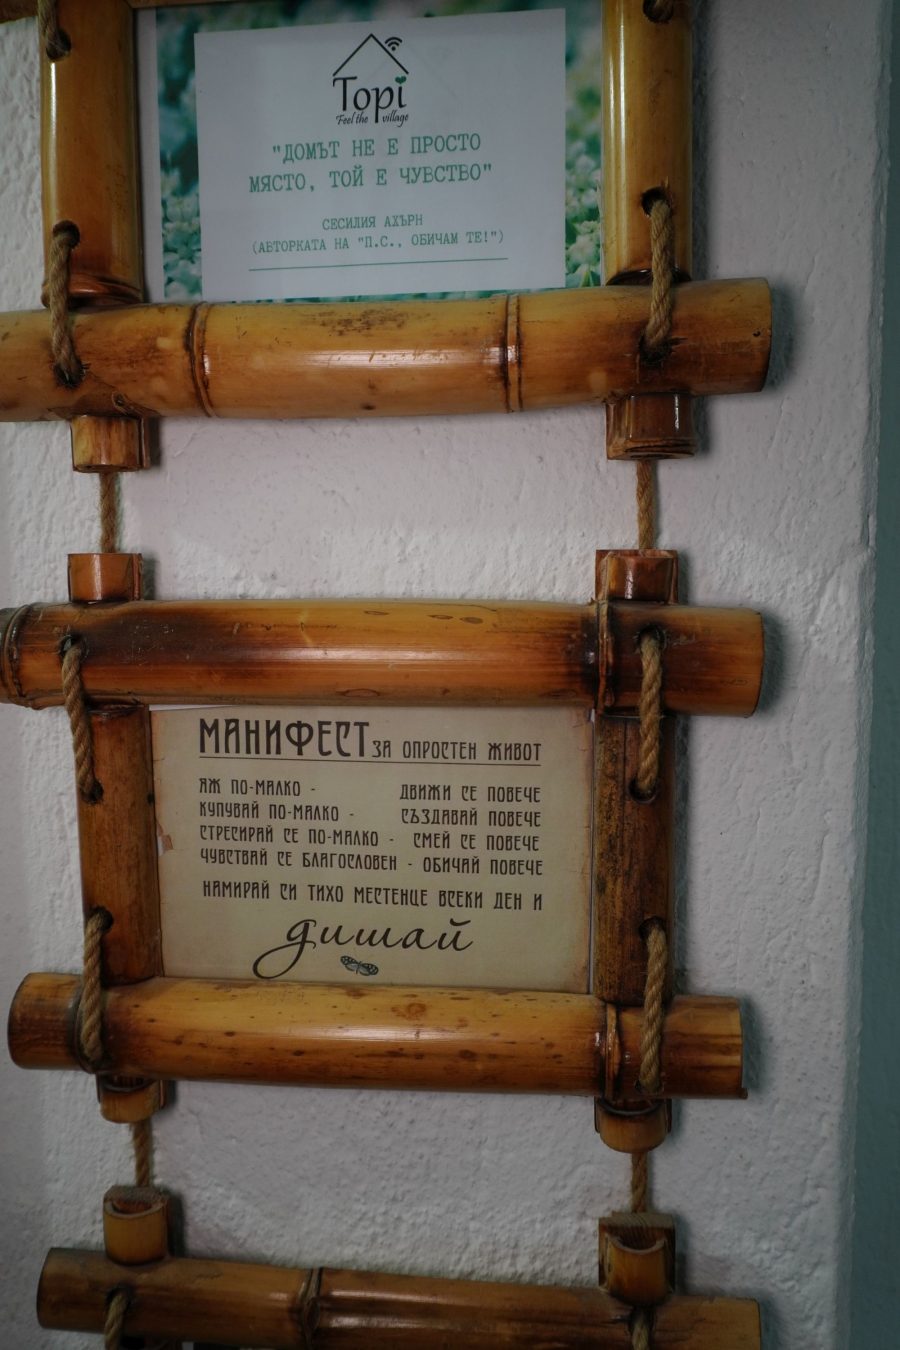 Topi
Feel the village
"ДОМЪТ НЕ Е ПРОСТО
МЯСТО, ТОЙ Е ЧУВСТВО"
СЕСИЛИЯ АХЪРН
(АВТОРКАТА НА "П.С., ОБИЧАМ ТЕ!")
МАНИФЕСТ ЗА ОПРОСТЕН ЖИВОТ
ЯЖ ПО-МАЛКО - ДВИЖИ СЕ ПОВЕЧЕ
КУПУВАЙ ПО-МАЛКО - СЪЗДАВАЙ ПОВЕЧЕ
СТРЕСИРАЙ СЕ ПО-МАЛКО - СМЕЙ СЕ ПОВЕЧЕ
ЧУВСТВАЙ СЕ БЛАГОСЛОВЕН - ОБИЧАЙ ПОВЕЧЕ
НАМИРАЙ СИ ТИХО МЕСТЕНЦЕ ВСЕКИ ДЕН И
дишай